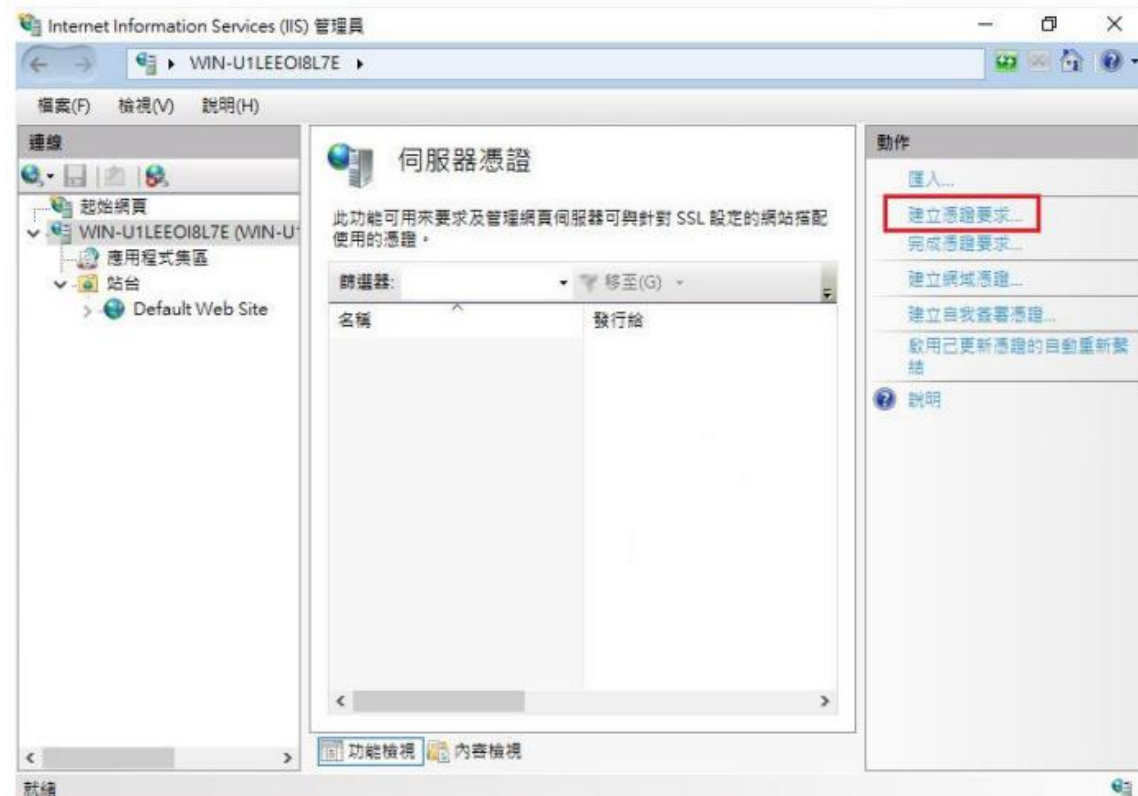 Internet Information Services (IIS) 管理員
WIN-U1LEEOI8L7E
檔案(F) 檢視(V) 說明(H)
連線
起始網頁
WIN-U1LEEOI8L7E (WIN-U1
應用程式集區
站台
Default Web Site
伺服器憑證
此功能可用來要求及管理網頁伺服器可與針對 SSL 設定的網站搭配
使用的憑證。
篩選器: 移至(G)
名稱 發行給
功能檢視 內容檢視
動作
匯入...
建立憑證要求...
完成憑證要求...
建立網域憑證...
建立自我簽署憑證...
啟用已更新憑證的自動重新繫
結
說明
就緒